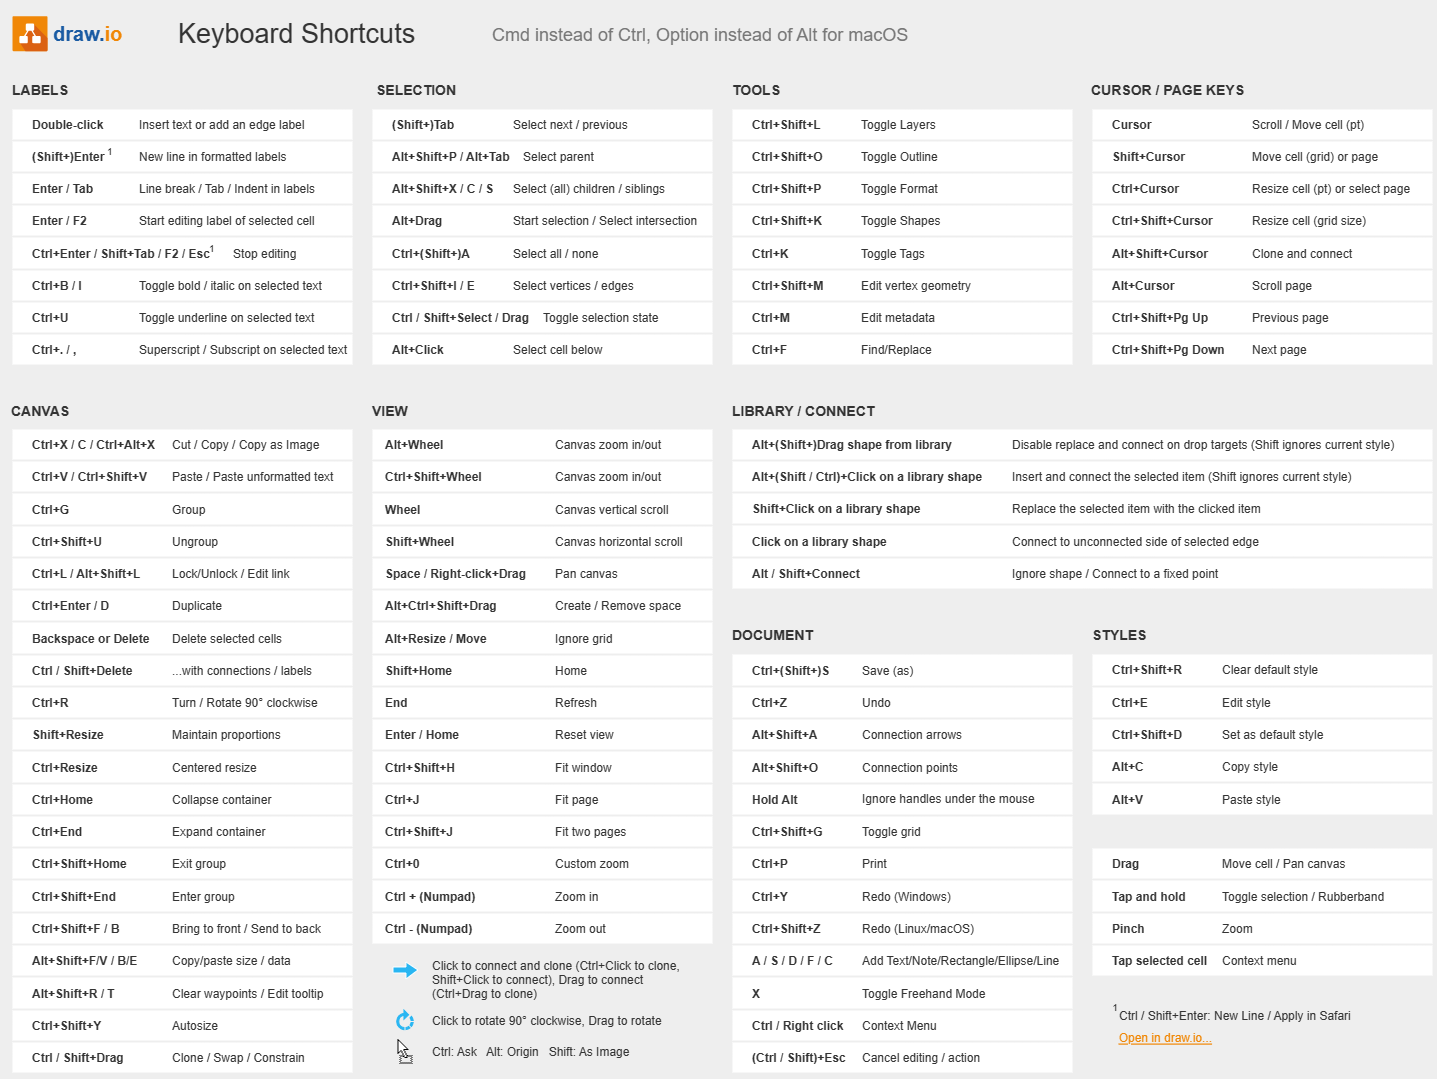 draw.io
Keyboard Shortcuts
Cmd instead of Ctrl, Option instead of Alt for macOS
LABELS
Double-click Insert text or add an edge label
(Shift+)Enter 1 New line in formatted labels
Enter / Tab Line break / Tab / Indent in labels
Enter / F2 Start editing label of selected cell
Ctrl+Enter / Shift+Tab / F2 / Esc1 Stop editing
Ctrl+B / I Toggle bold / italic on selected text
Ctrl+U Toggle underline on selected text
Ctrl+. / , Superscript / Subscript on selected text
SELECTION
(Shift+)Tab Select next / previous
Alt+Shift+P / Alt+Tab Select parent
Alt+Shift+X / C / S Select (all) children / siblings
Alt+Drag Start selection / Select intersection
Ctrl+(Shift+)A Select all / none
Ctrl+Shift+I / E Select vertices / edges
Ctrl / Shift+Select / Drag Toggle selection state
Alt+Click Select cell below
TOOLS
Ctrl+Shift+L Toggle Layers
Ctrl+Shift+O Toggle Outline
Ctrl+Shift+P Toggle Format
Ctrl+Shift+K Toggle Shapes
Ctrl+K Toggle Tags
Ctrl+Shift+M Edit vertex geometry
Ctrl+M Edit metadata
Ctrl+F Find/Replace
CURSOR / PAGE KEYS
Cursor Scroll / Move cell (pt)
Shift+Cursor Move cell (grid) or page
Ctrl+Cursor Resize cell (pt) or select page
Ctrl+Shift+Cursor Resize cell (grid size)
Alt+Shift+Cursor Clone and connect
Alt+Cursor Scroll page
Ctrl+Shift+Pg Up Previous page
Ctrl+Shift+Pg Down Next page
CANVAS
Ctrl+X / C / Ctrl+Alt+X Cut / Copy / Copy as Image
Ctrl+V / Ctrl+Shift+V Paste / Paste unformatted text
Ctrl+G Group
Ctrl+Shift+U Ungroup
Ctrl+L / Alt+Shift+L Lock/Unlock / Edit link
Ctrl+Enter / D Duplicate
Backspace or Delete Delete selected cells
Ctrl / Shift+Delete ...with connections / labels
Ctrl+R Turn / Rotate 90° clockwise
Shift+Resize Maintain proportions
Ctrl+Resize Centered resize
Ctrl+Home Collapse container
Ctrl+End Expand container
Ctrl+Shift+Home Exit group
Ctrl+Shift+End Enter group
Ctrl+Shift+F / B Bring to front / Send to back
Alt+Shift+F/V / B/E Copy/paste size / data
Alt+Shift+R / T Clear waypoints / Edit tooltip
Ctrl+Shift+Y Autosize
Ctrl / Shift+Drag Clone / Swap / Constrain
VIEW
Alt+Wheel Canvas zoom in/out
Ctrl+Shift+Wheel Canvas zoom in/out
Wheel Canvas vertical scroll
Shift+Wheel Canvas horizontal scroll
Space / Right-click+Drag Pan canvas
Alt+Ctrl+Shift+Drag Create / Remove space
Alt+Resize / Move Ignore grid
Shift+Home Home
End Refresh
Enter / Home Reset view
Ctrl+Shift+H Fit window
Ctrl+J Fit page
Ctrl+Shift+J Fit two pages
Ctrl+0 Custom zoom
Ctrl + (Numpad) Zoom in
Ctrl - (Numpad) Zoom out
Click to connect and clone (Ctrl+Click to clone,
Shift+Click to connect), Drag to connect
(Ctrl+Drag to clone)
Click to rotate 90° clockwise, Drag to rotate
Ctrl: Ask Alt: Origin Shift: As Image
LIBRARY / CONNECT
Alt+(Shift+)Drag shape from library Disable replace and connect on drop targets (Shift ignores current style)
Alt+(Shift / Ctrl)+Click on a library shape Insert and connect the selected item (Shift ignores current style)
Shift+Click on a library shape Replace the selected item with the clicked item
Click on a library shape Connect to unconnected side of selected edge
Alt / Shift+Connect Ignore shape / Connect to a fixed point
DOCUMENT
Ctrl+(Shift+)S Save (as)
Ctrl+Z Undo
Alt+Shift+A Connection arrows
Alt+Shift+O Connection points
Hold Alt Ignore handles under the mouse
Ctrl+Shift+G Toggle grid
Ctrl+P Print
Ctrl+Y Redo (Windows)
Ctrl+Shift+Z Redo (Linux/macOS)
A / S / D / F / C Add Text/Note/Rectangle/Ellipse/Line
X Toggle Freehand Mode
Ctrl / Right click Context Menu
(Ctrl / Shift)+Esc Cancel editing / action
STYLES
Ctrl+Shift+R Clear default style
Ctrl+E Edit style
Ctrl+Shift+D Set as default style
Alt+C Copy style
Alt+V Paste style
Drag Move cell / Pan canvas
Tap and hold Toggle selection / Rubberband
Pinch Zoom
Tap selected cell Context menu
1 Ctrl / Shift+Enter: New Line / Apply in Safari
Open in draw.io...